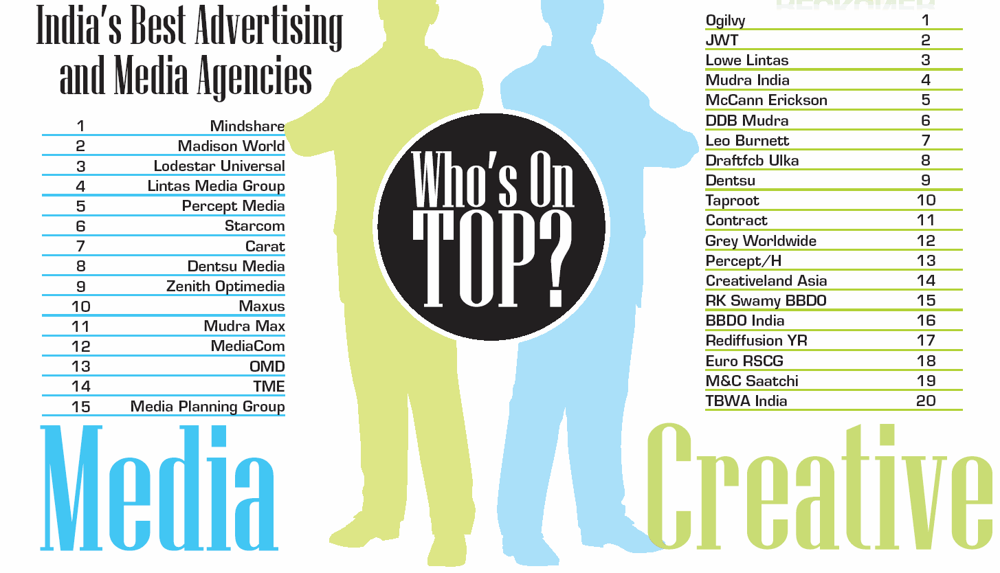 India's Best Advertising
and Media Agencies
1 Mindshare
2 Madison World
3 Lodestar Universal
4 Lintas Media Group
5 Percept Media
6 Starcom
7 Carat
8 Dentsu Media
9 Zenith Optimedia
10 Maxus
11 Mudra Max
12 MediaCom
13 OMD
14 TME
15 Media Planning Group
Media
Who's On
TOP?
Ogilvy 1
JWT 2
Lowe Lintas 3
Mudra India 4
McCann Erickson 5
DDB Mudra 6
Leo Burnett 7
Draftfcb Ulka 8
Dentsu 9
Taproot 10
Contract 11
Grey Worldwide 12
Percept/H 13
Creativeland Asia 14
RK Swamy BBDO 15
BBDO India 16
Rediffusion YR 17
Euro RSCG 18
M&C Saatchi 19
TBWA India 20
Creative